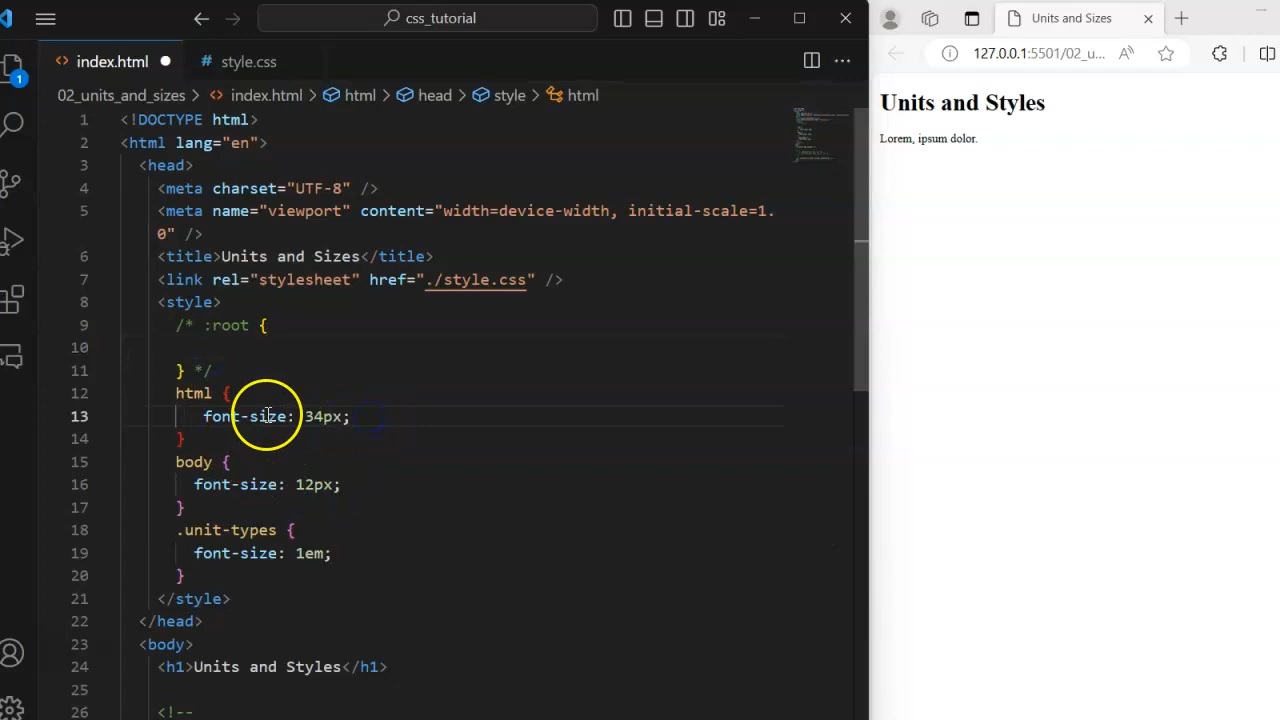 css_tutorial
index.html
style.css
1
02_units_and_sizes > index.html > html > head > style > html
1 <!DOCTYPE html>
2 <html lang="en">
3 <head>
4 <meta charset="UTF-8" />
5 <meta name="viewport" content="width=device-width, initial-scale=1.
0" />
6 <title>Units and Sizes</title>
7 <link rel="stylesheet" href="./style.css" />
8 <style>
9 /* :root {
10
11 } */
12 html {
13 font-size: 34px;
14 }
15 body {
16 font-size: 12px;
17 }
18 .unit-types {
19 font-size: 1em;
20 }
21 </style>
22 </head>
23 <body>
24 <h1>Units and Styles</h1>
25
26 <!--
Units and Sizes
127.0.0.1:5501/02_u...
Units and Styles
Lorem, ipsum dolor.